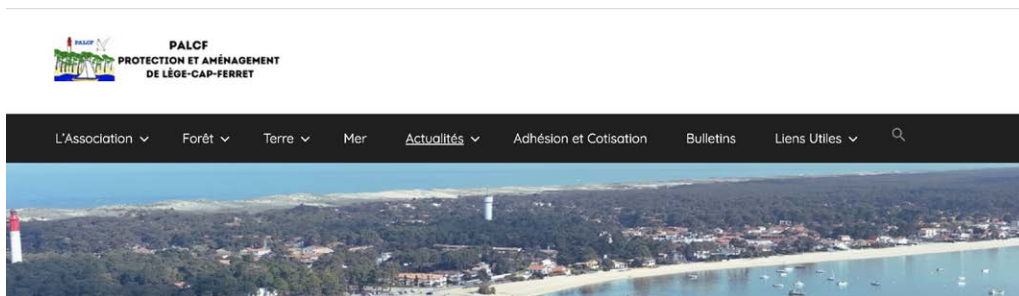 PALCF
PALCF
PROTECTION ET AMÉNAGEMENT
DE LÈGE-CAP-FERRET
L'Association Forêt Terre Mer Actualités Adhésion et Cotisation Bulletins Liens Utiles